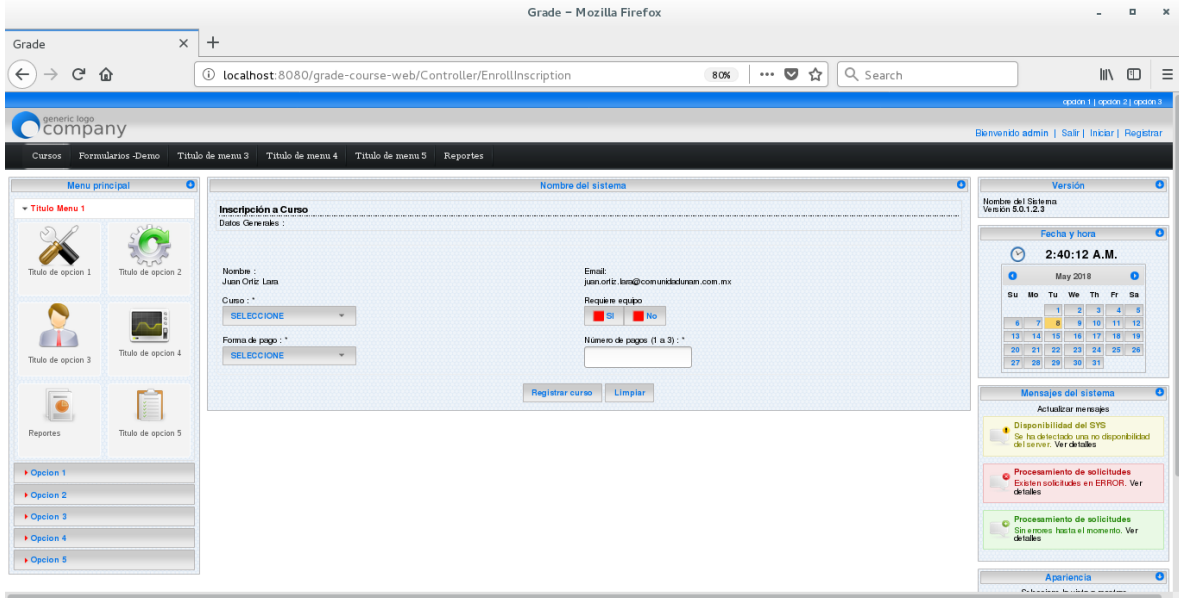 Grade – Mozilla Firefox
Grade
localhost:8080/grade-course-web/Controller/EnrollInscription
80%
Search
opción 1 | opción 2 | opción 3
generic logo
company
Bienvenido admin | Salir | Iniciar | Registrar
Cursos Formularios -Demo Titulo de menu 3 Titulo de menu 4 Titulo de menu 5 Reportes
Menu principal
Titulo Menu 1
Titulo de opcion 1
Titulo de opcion 2
Titulo de opcion 3
Titulo de opcion 4
Reportes
Titulo de opcion 5
Opcion 1
Opcion 2
Opcion 3
Opcion 4
Opcion 5
Nombre del sistema
Inscripción a Curso
Datos Generales :
Nombre :
Juan Ortiz Lara
Email:
juan.ortiz.lara@comunidadunam.com.mx
Curso : *
SELECCIONE
Requiere equipo
SI No
Forma de pago : *
SELECCIONE
Número de pagos (1 a 3) : *
Registrar curso Limpiar
Versión
Nombre del Sistema
Versión 5.0.1.2.3
Fecha y hora
2:40:12 A.M.
May 2018
Su Mo Tu We Th Fr Sa
1 2 3 4 5
6 7 8 9 10 11 12
13 14 15 16 17 18 19
20 21 22 23 24 25 26
27 28 29 30 31
Mensajes del sistema
Actualizar mensajes
Disponibilidad del SYS
Se ha detectado una no disponibilidad
del server. Ver detalles
Procesamiento de solicitudes
Existen solicitudes en ERROR. Ver
detalles
Procesamiento de solicitudes
Sin errores hasta el momento. Ver
detalles
Apariencia